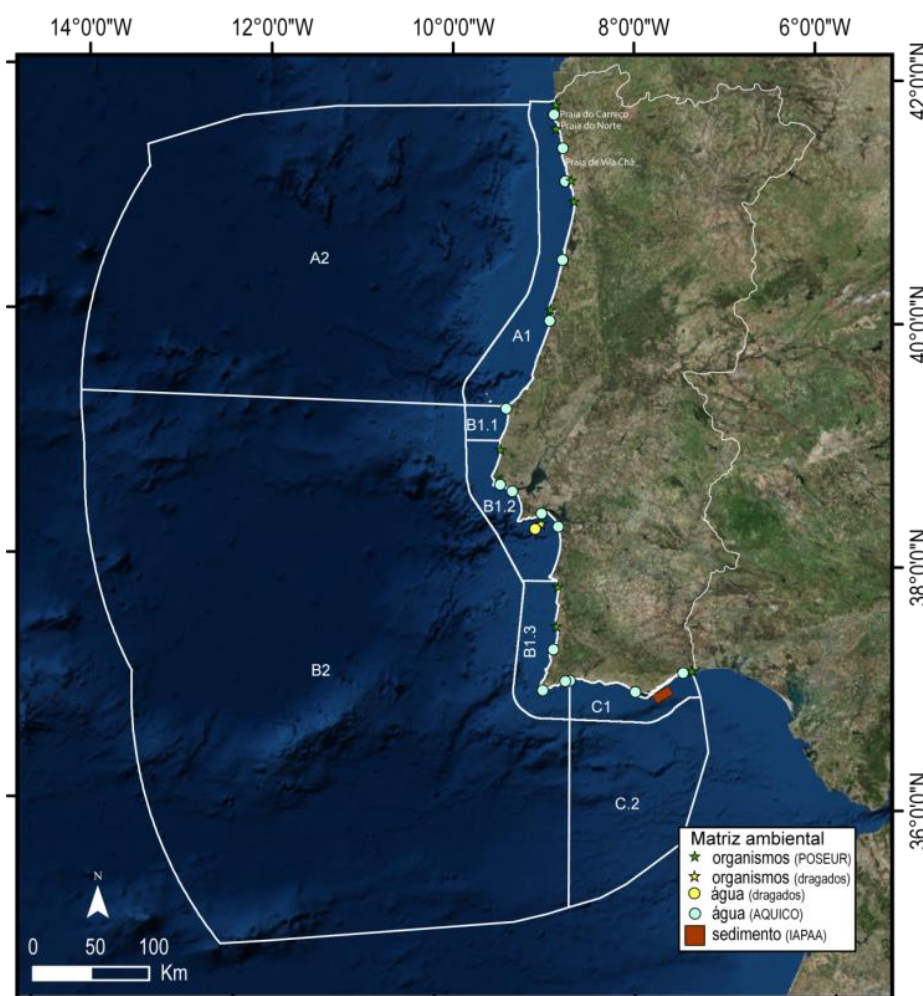 14°0'0"W 12°0'0"W 10°0'0"W 8°0'0"W 6°0'0"W
42°0'0"N
Praia do Carreço
Praia do Norte
Praia de Vila Chã
A2
40°0'0"N
A1
B1.1
B1.2
38°0'0"N
B1.3
B2
C1
C.2
36°0'0"N
Matriz ambiental
organismos (POSEUR)
organismos (dragados)
água (dragados)
água (AQUICO)
sedimento (IAPAA)
N
0 50 100
Km